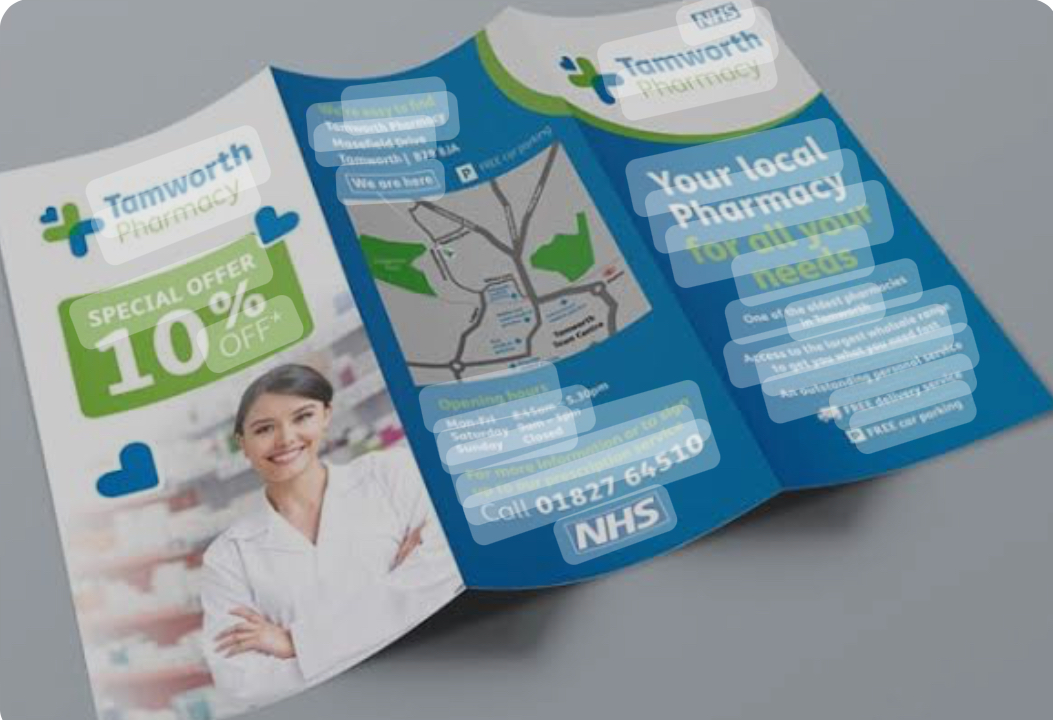 Tamworth
Pharmacy
SPECIAL OFFER
10%
OFF*
We're easy to find
Tamworth Pharmacy
Masefield Drive
Tamworth | B79 8JA
We are here
P FREE car parking
Tamworth
Town Centre
Opening hours
Mon-Fri 8.45am - 5.30pm
Saturday 9am - 1pm
Sunday Closed
For more information or to sign
up to our prescription service
Call 01827 64510
NHS
NHS
Tamworth
Pharmacy
Your local
Pharmacy
for all your
needs
One of the oldest pharmacies
in Tamworth
Access to the largest wholesale range
to get you what you need fast
An outstanding personal service
FREE delivery service
P FREE car parking